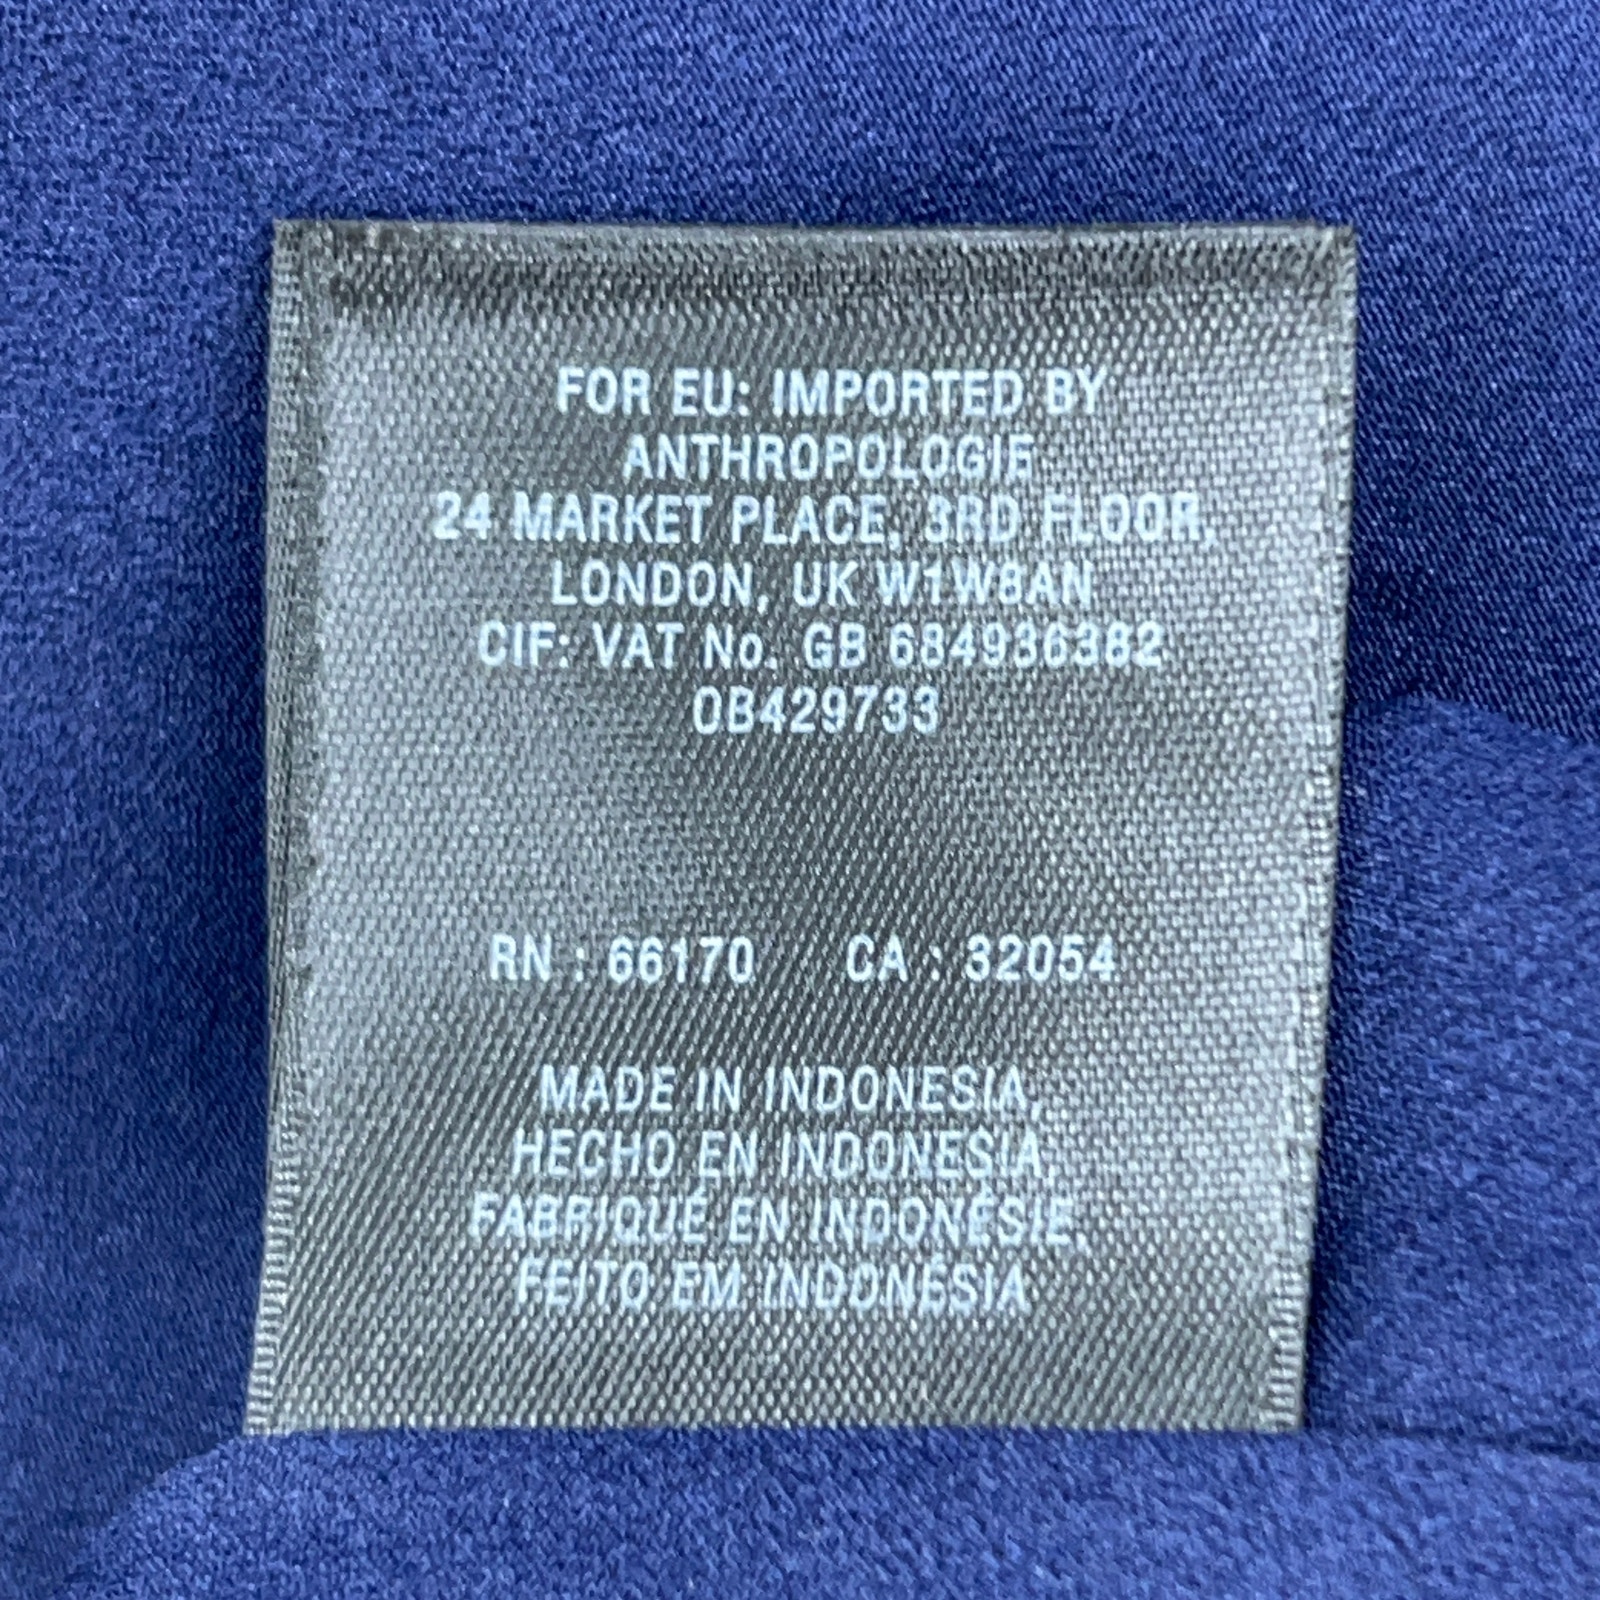 FOR EU: IMPORTED BY
ANTHROPOLOGIE
24 MARKET PLACE, 3RD FLOOR,
LONDON, UK W1W8AN
CIF: VAT No. GB 684936382
0B429733
RN : 66170 CA : 32054
MADE IN INDONESIA,
HECHO EN INDONESIA,
FABRIQUÉ EN INDONÉSIE,
FEITO EM INDONÉSIA